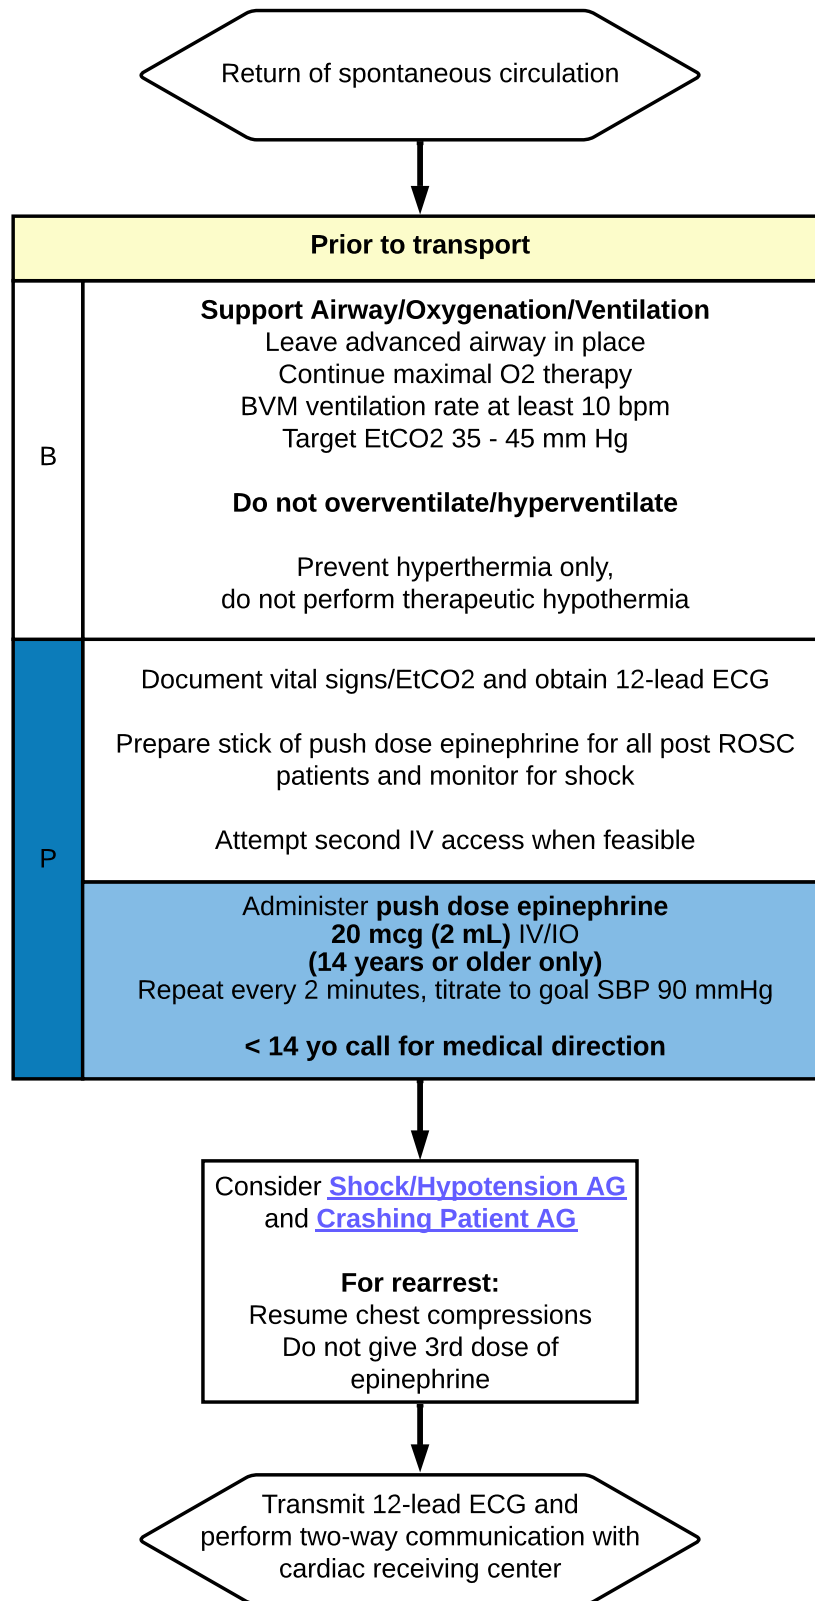 Return of spontaneous circulation
Prior to transport
B
Support Airway/Oxygenation/Ventilation
Leave advanced airway in place
Continue maximal O2 therapy
BVM ventilation rate at least 10 bpm
Target EtCO2 35 - 45 mm Hg
Do not overventilate/hyperventilate
Prevent hyperthermia only,
do not perform therapeutic hypothermia
P
Document vital signs/EtCO2 and obtain 12-lead ECG
Prepare stick of push dose epinephrine for all post ROSC
patients and monitor for shock
Attempt second IV access when feasible
Administer push dose epinephrine
20 mcg (2 mL) IV/IO
(14 years or older only)
Repeat every 2 minutes, titrate to goal SBP 90 mmHg
< 14 yo call for medical direction
Consider Shock/Hypotension AG
and Crashing Patient AG
For rearrest:
Resume chest compressions
Do not give 3rd dose of
epinephrine
Transmit 12-lead ECG and
perform two-way communication with
cardiac receiving center